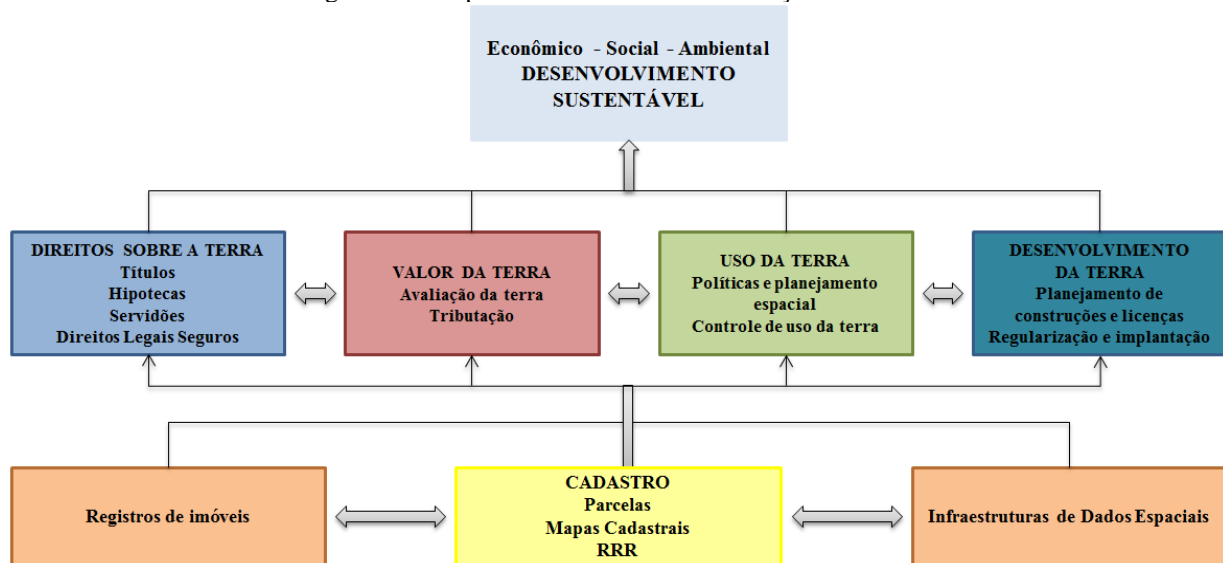 Econômico - Social - Ambiental
DESENVOLVIMENTO
SUSTENTÁVEL
DIREITOS SOBRE A TERRA
Títulos
Hipotecas
Servidões
Direitos Legais Seguros
VALOR DA TERRA
Avaliação da terra
Tributação
USO DA TERRA
Políticas e planejamento
espacial
Controle de uso da terra
DESENVOLVIMENTO
DA TERRA
Planejamento de
construções e licenças
Regularização e implantação
Registros de imóveis
CADASTRO
Parcelas
Mapas Cadastrais
RRR
Infraestruturas de Dados Espaciais